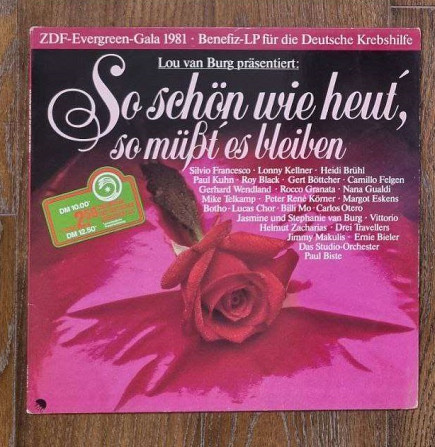 ZDF-Evergreen-Gala 1981 · Benefiz-LP für die Deutsche Krebshilfe
Lou van Burg präsentiert:
So schön wie heut,
so müßt es bleiben
Silvio Francesco · Lonny Kellner · Heidi Brühl
Paul Kuhn · Roy Black · Gert Böttcher · Camillo Felgen
Gerhard Wendland · Rocco Granata · Nana Gualdi
Mike Telkamp · Peter René Körner · Margot Eskens
Botho-Lucas Chor · Billi Mo · Carlos Otero
Jasmine und Stephanie van Burg · Vittorio
Helmut Zacharias · Drei Travellers
Jimmy Makulis · Ernie Bieler
Das Studio-Orchester
Paul Biste
DM 10.00
DM 12.50